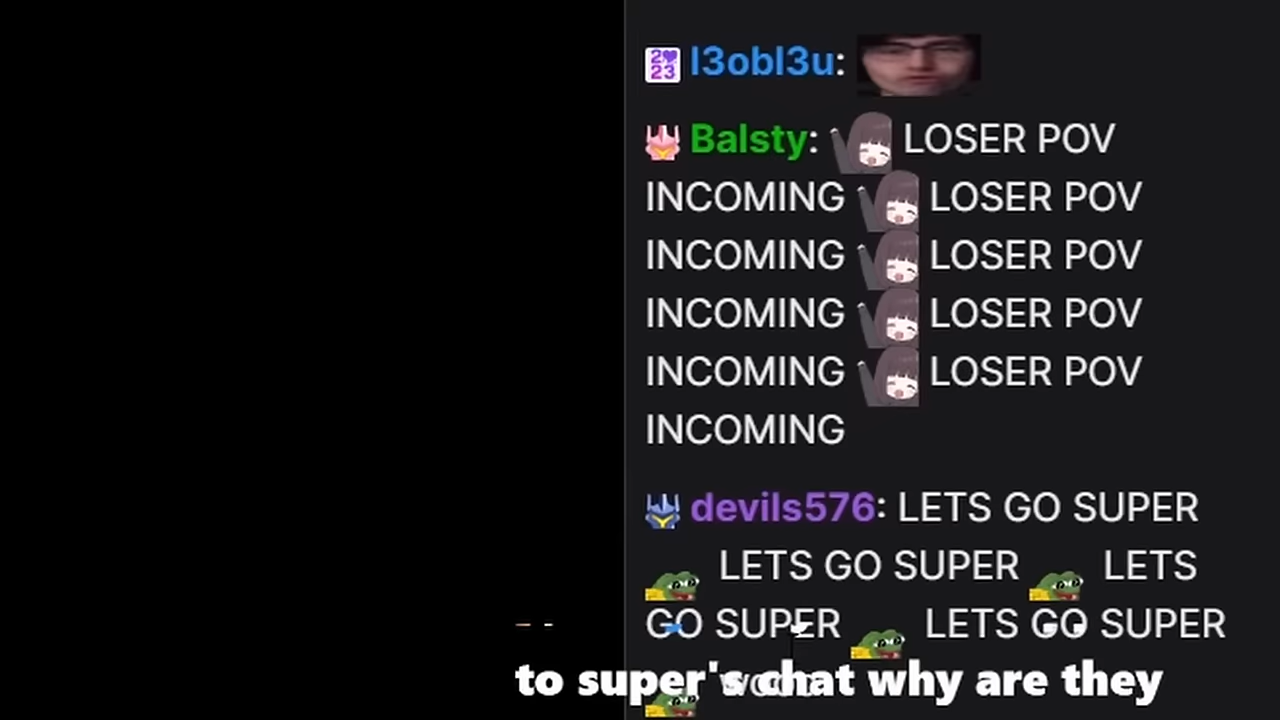 l3obl3u:
Balsty: LOSER POV
INCOMING LOSER POV
INCOMING LOSER POV
INCOMING LOSER POV
INCOMING LOSER POV
INCOMING
devils576: LETS GO SUPER
LETS GO SUPER LETS
GO SUPER LETS GO SUPER
to super's chat why are they